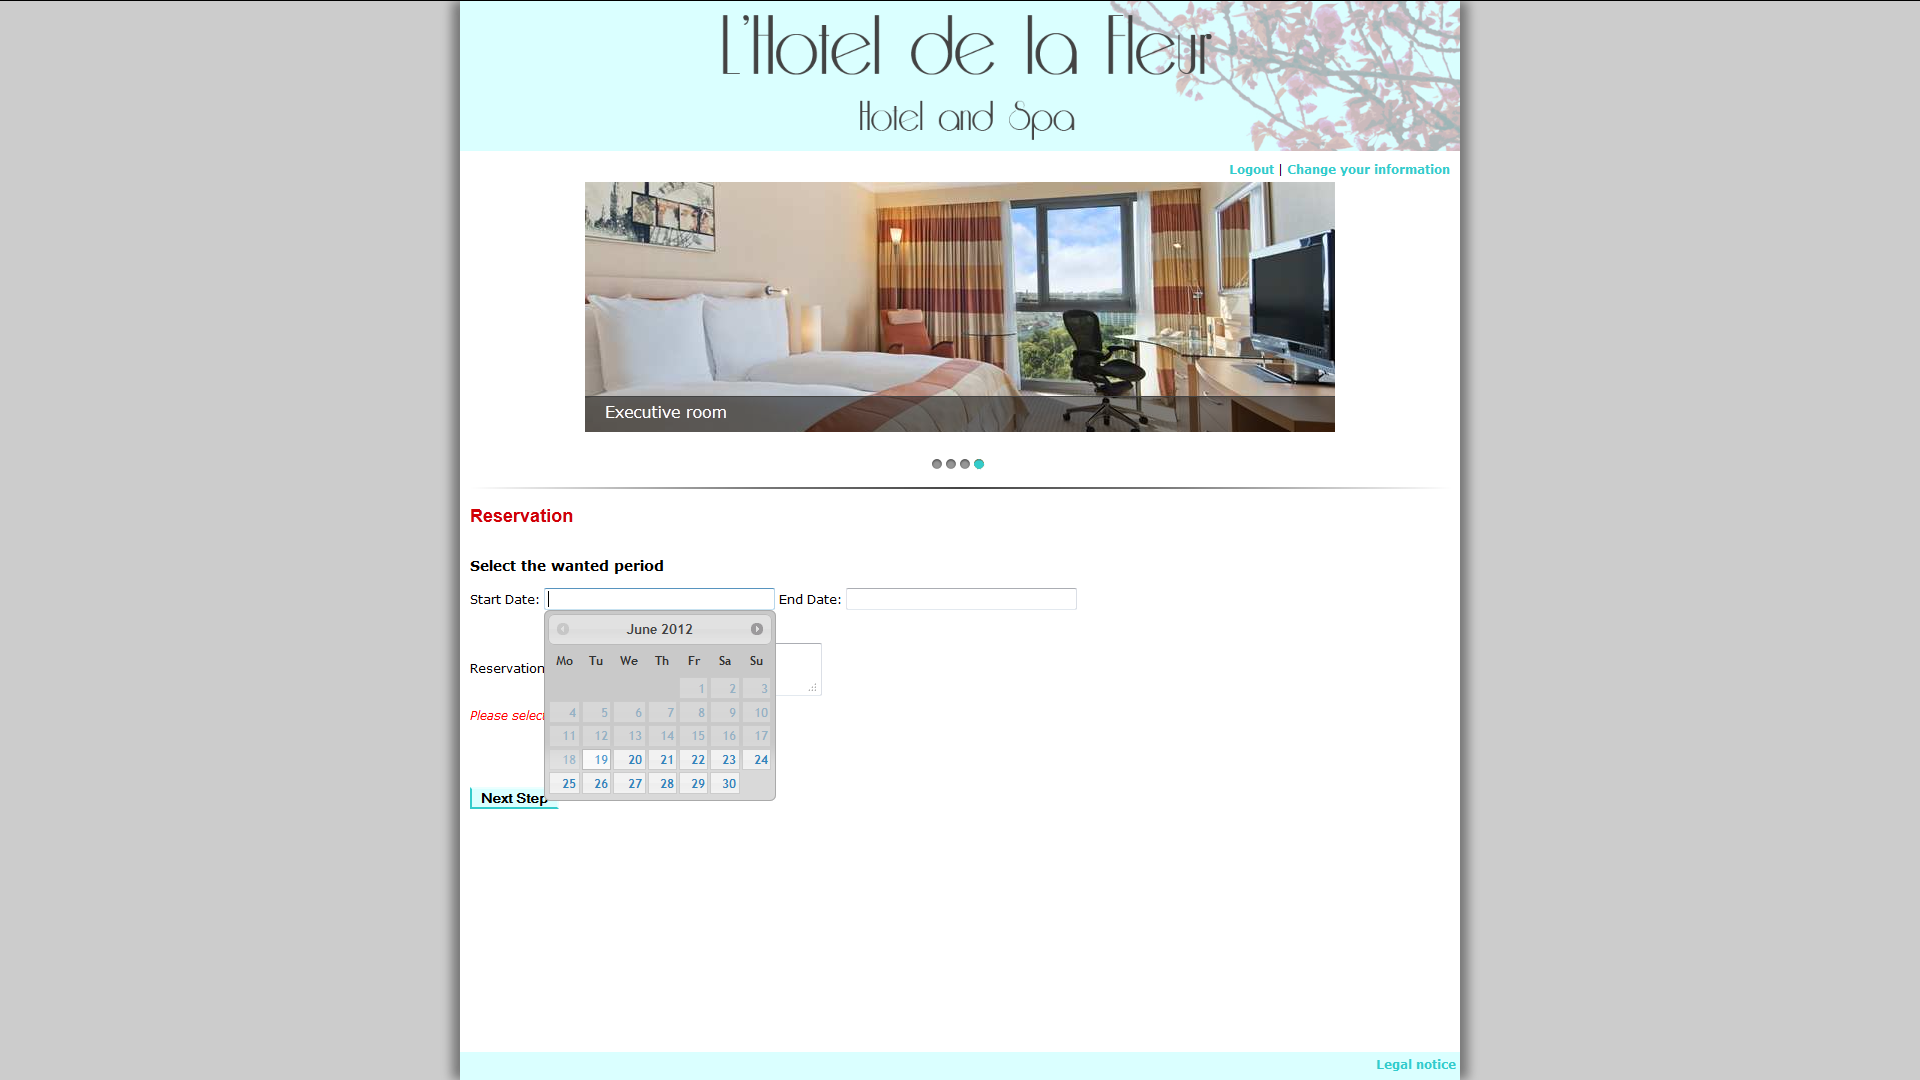 L'Hotel de la Fleur
Hotel and Spa
Logout | Change your information
Executive room
Reservation
Select the wanted period
Start Date: End Date:
June 2012
Mo Tu We Th Fr Sa Su
1 2 3
4 5 6 7 8 9 10
11 12 13 14 15 16 17
18 19 20 21 22 23 24
25 26 27 28 29 30
Reservation
Please select
Next Step
Legal notice